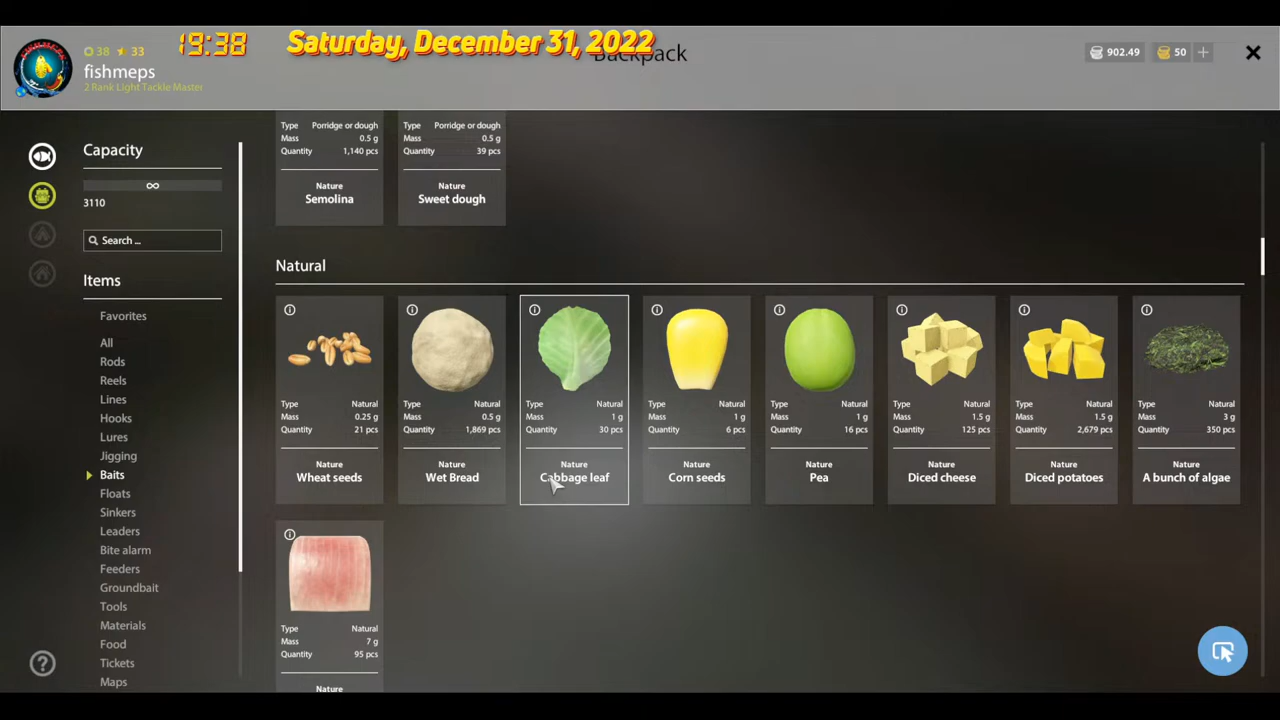 38 33
19:38
Saturday, December 31, 2022
Backpack
902.49
50
fishmeps
2 Rank Light Tackle Master
Capacity
∞
3110
Search ...
Items
Favorites
All
Rods
Reels
Lines
Hooks
Lures
Jigging
Baits
Floats
Sinkers
Leaders
Bite alarm
Feeders
Groundbait
Tools
Materials
Food
Tickets
Maps
Type Porridge or dough
Mass 0.5 g
Quantity 1,140 pcs
Nature
Semolina
Type Porridge or dough
Mass 0.5 g
Quantity 39 pcs
Nature
Sweet dough
Natural
Type Natural
Mass 0.25 g
Quantity 21 pcs
Nature
Wheat seeds
Type Natural
Mass 0.5 g
Quantity 1,869 pcs
Nature
Wet Bread
Type Natural
Mass 1 g
Quantity 30 pcs
Nature
Cabbage leaf
Type Natural
Mass 1 g
Quantity 6 pcs
Nature
Corn seeds
Type Natural
Mass 1 g
Quantity 16 pcs
Nature
Pea
Type Natural
Mass 1.5 g
Quantity 125 pcs
Nature
Diced cheese
Type Natural
Mass 1.5 g
Quantity 2,679 pcs
Nature
Diced potatoes
Type Natural
Mass 3 g
Quantity 350 pcs
Nature
A bunch of algae
Type Natural
Mass 7 g
Quantity 95 pcs
Nature